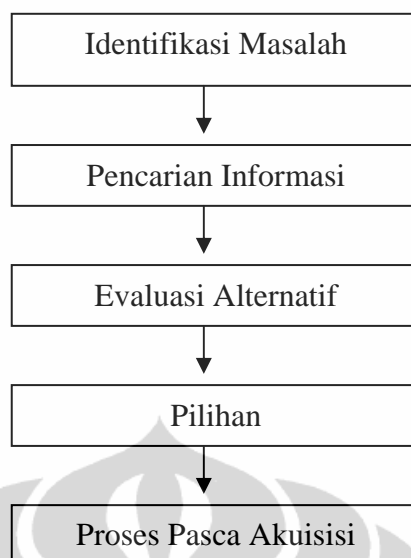 Identifikasi Masalah
Pencarian Informasi
Evaluasi Alternatif
Pilihan
Proses Pasca Akuisisi